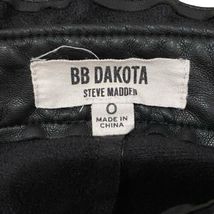 BB DAKOTA
STEVE MADDEN
0
MADE IN
CHINA